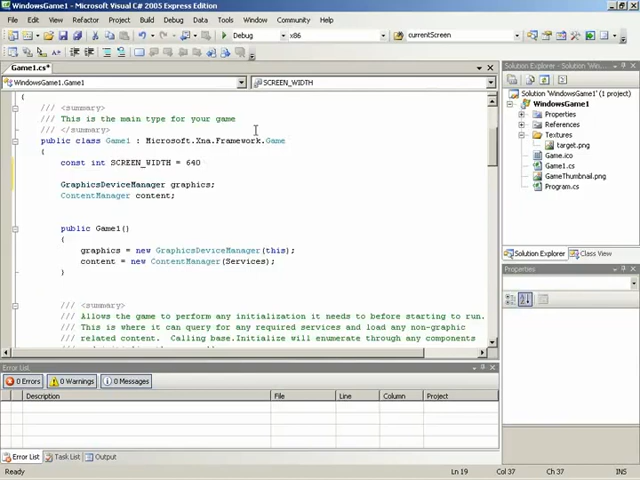 WindowsGame1 - Microsoft Visual C# 2005 Express Edition
File Edit View Refactor Project Build Debug Data Tools Window Community Help
Debug x86 currentScreen
Game1.cs*
WindowsGame1.Game1 SCREEN_WIDTH
{
/// <summary>
/// This is the main type for your game
/// </summary>
public class Game1 : Microsoft.Xna.Framework.Game
{
const int SCREEN_WIDTH = 640
GraphicsDeviceManager graphics;
ContentManager content;
public Game1()
{
graphics = new GraphicsDeviceManager(this);
content = new ContentManager(Services);
}
/// <summary>
/// Allows the game to perform any initialization it needs to before starting to run.
/// This is where it can query for any required services and load any non-graphic
/// related content. Calling base.Initialize will enumerate through any components
Solution Explorer - WindowsGame1
Solution 'WindowsGame1' (1 project)
WindowsGame1
Properties
References
Textures
target.png
Game.ico
Game1.cs
GameThumbnail.png
Program.cs
Solution Explorer Class View
Properties
Error List
0 Errors 0 Warnings 0 Messages
Description File Line Column Project
Error List Task List Output
Ready Ln 19 Col 37 Ch 37 INS